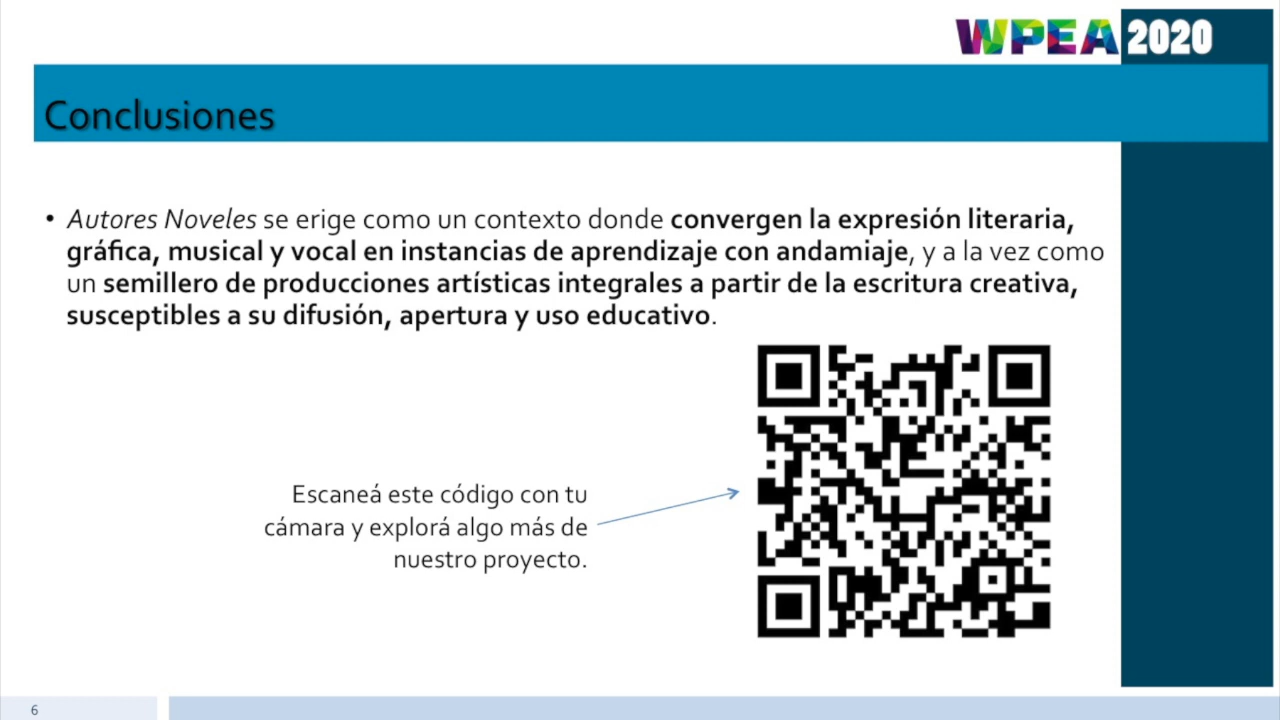 WPEA 2020
Conclusiones
• Autores Noveles se erige como un contexto donde convergen la expresión literaria,
gráfica, musical y vocal en instancias de aprendizaje con andamiaje, y a la vez como
un semillero de producciones artísticas integrales a partir de la escritura creativa,
susceptibles a su difusión, apertura y uso educativo.
Escaneá este código con tu
cámara y explorá algo más de
nuestro proyecto.
6